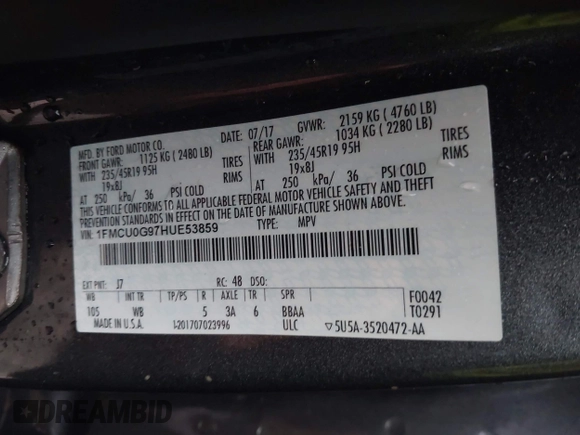 MFD. BY FORD MOTOR CO. DATE: 07/17 GVWR: 2159 KG ( 4760 LB)
FRONT GAWR: 1125 KG ( 2480 LB) REAR GAWR: 1034 KG ( 2280 LB)
WITH 235/45R19 95H TIRES WITH 235/45R19 95H TIRES
19x8J RIMS 19x8J RIMS
AT 250 kPa/ 36 PSI COLD AT 250 kPa/ 36 PSI COLD
THIS VEHICLE CONFORMS TO ALL APPLICABLE FEDERAL MOTOR VEHICLE SAFETY AND THEFT
PREVENTION STANDARDS IN EFFECT ON THE DATE OF MANUFACTURE SHOWN ABOVE.
VIN: 1FMCU0G97HUE53859 TYPE: MPV
EXT PNT: J7 RC: 48 DSO:
WB INT TR TP/PS R A TR SPR F0042
105 WB 5 3A 6 BBAA T0291
MADE IN U.S.A. 1-201707023996 ULC ▽5U5A-3520472-AA
DREAMBID